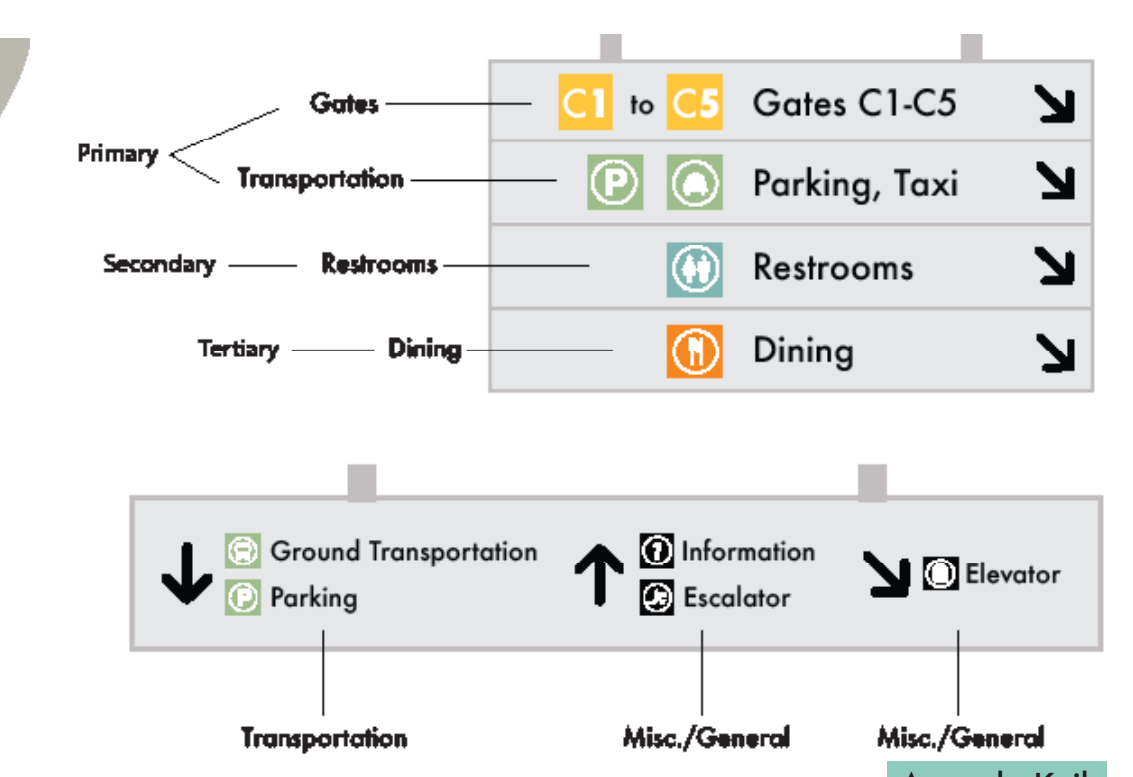 Gates C1 to C5 Gates C1-C5
Primary
Transportation P Parking, Taxi
Secondary Restrooms Restrooms
Tertiary Dining Dining
Ground Transportation
P Parking
Information
Escalator
Elevator
Transportation Misc./General Misc./General